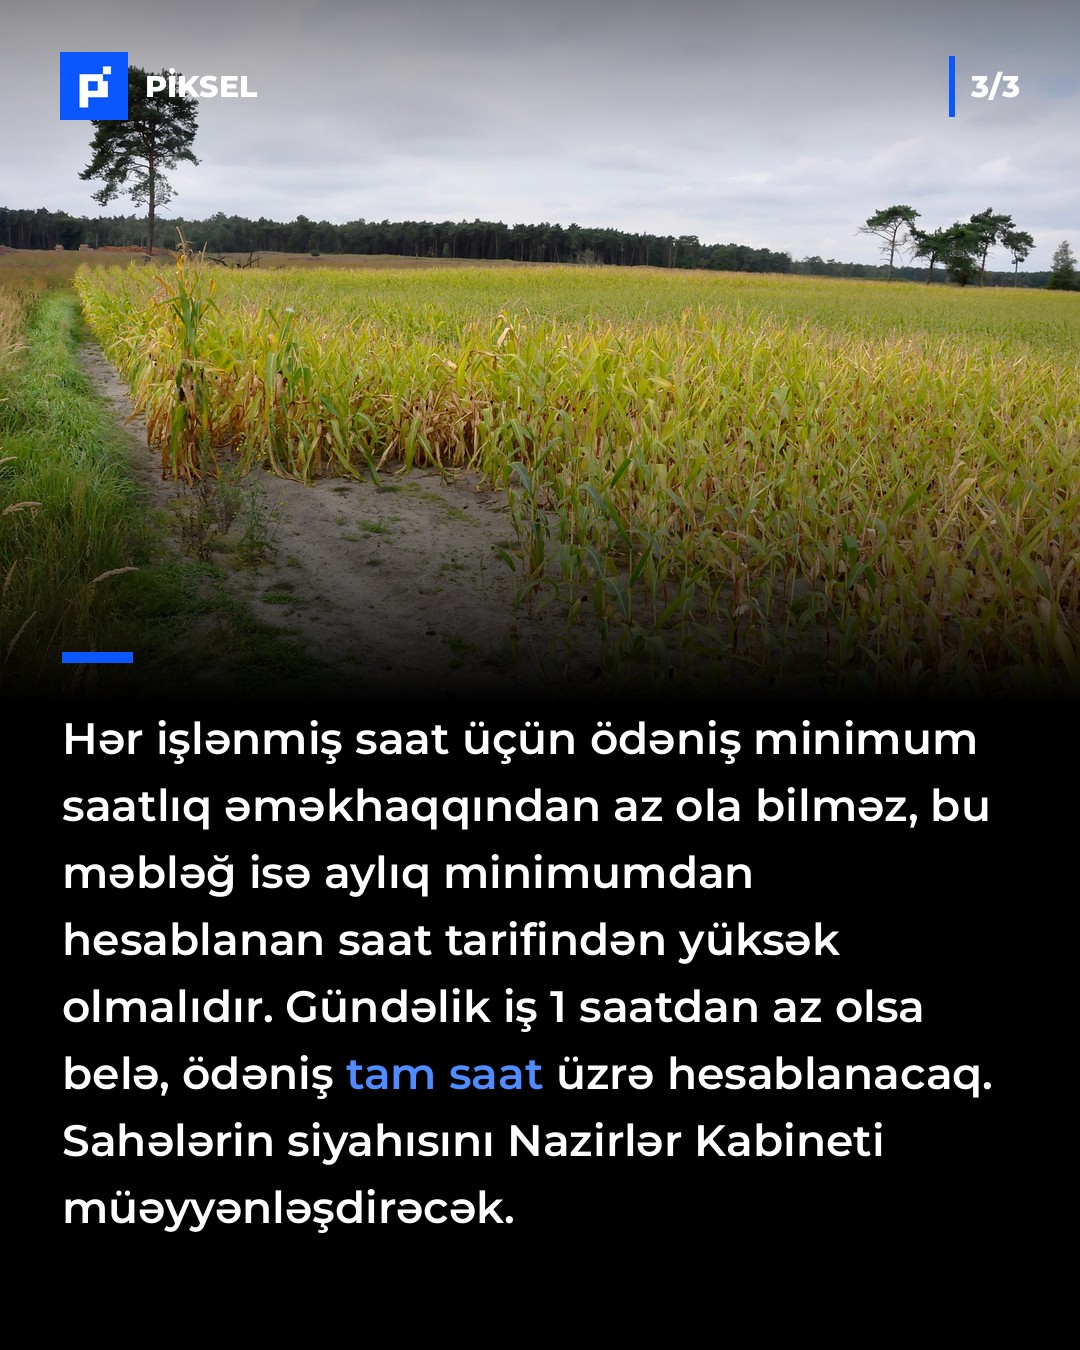 PİKSEL
3/3
Hər işlənmiş saat üçün ödəniş minimum
saatlıq əməkhaqqından az ola bilməz, bu
məbləğ isə aylıq minimumdan
hesablanan saat tarifindən yüksək
olmalıdır. Gündəlik iş 1 saatdan az olsa
belə, ödəniş tam saat üzrə hesablanacaq.
Sahələrin siyahısını Nazirlər Kabineti
müəyyənləşdirəcək.